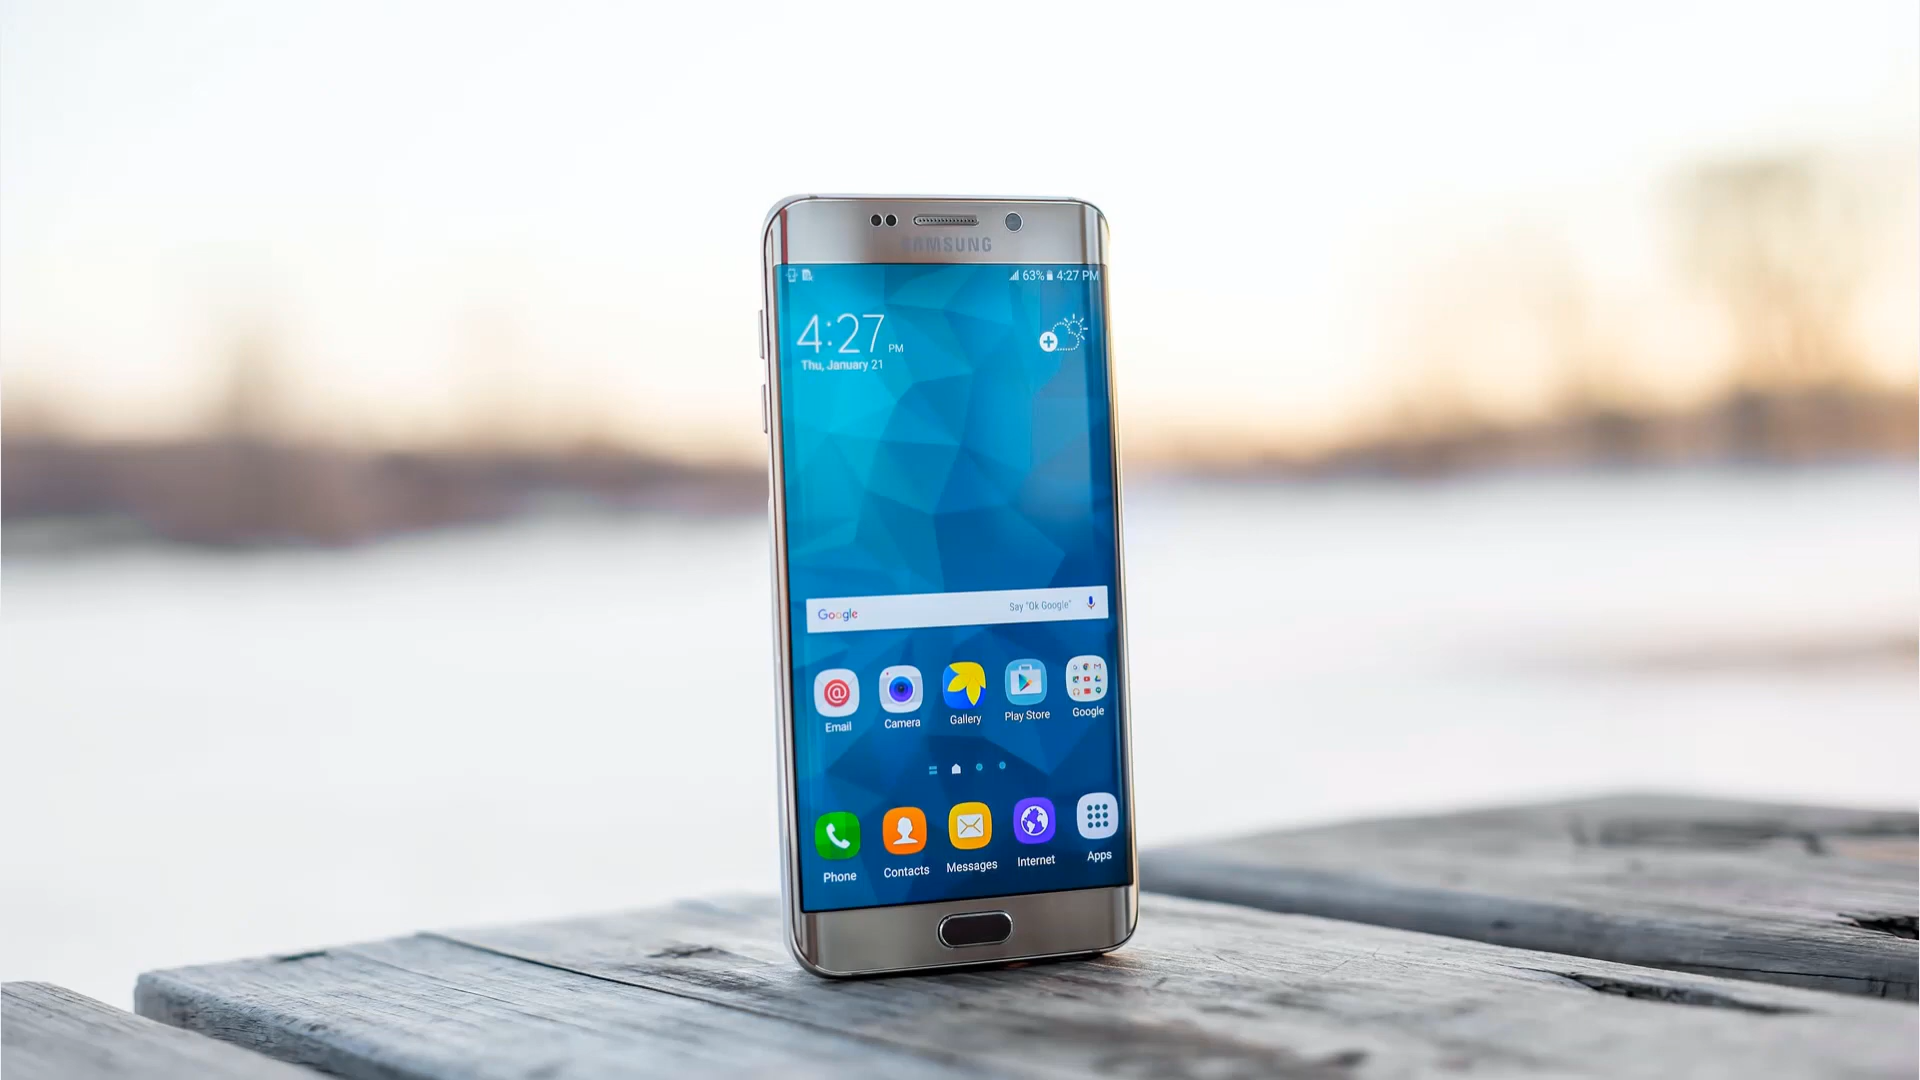 SAMSUNG
63% 4:27 PM
4:27 PM
Thu, January 21
Google Say "Ok Google"
Email Camera Gallery Play Store Google
Phone Contacts Messages Internet Apps